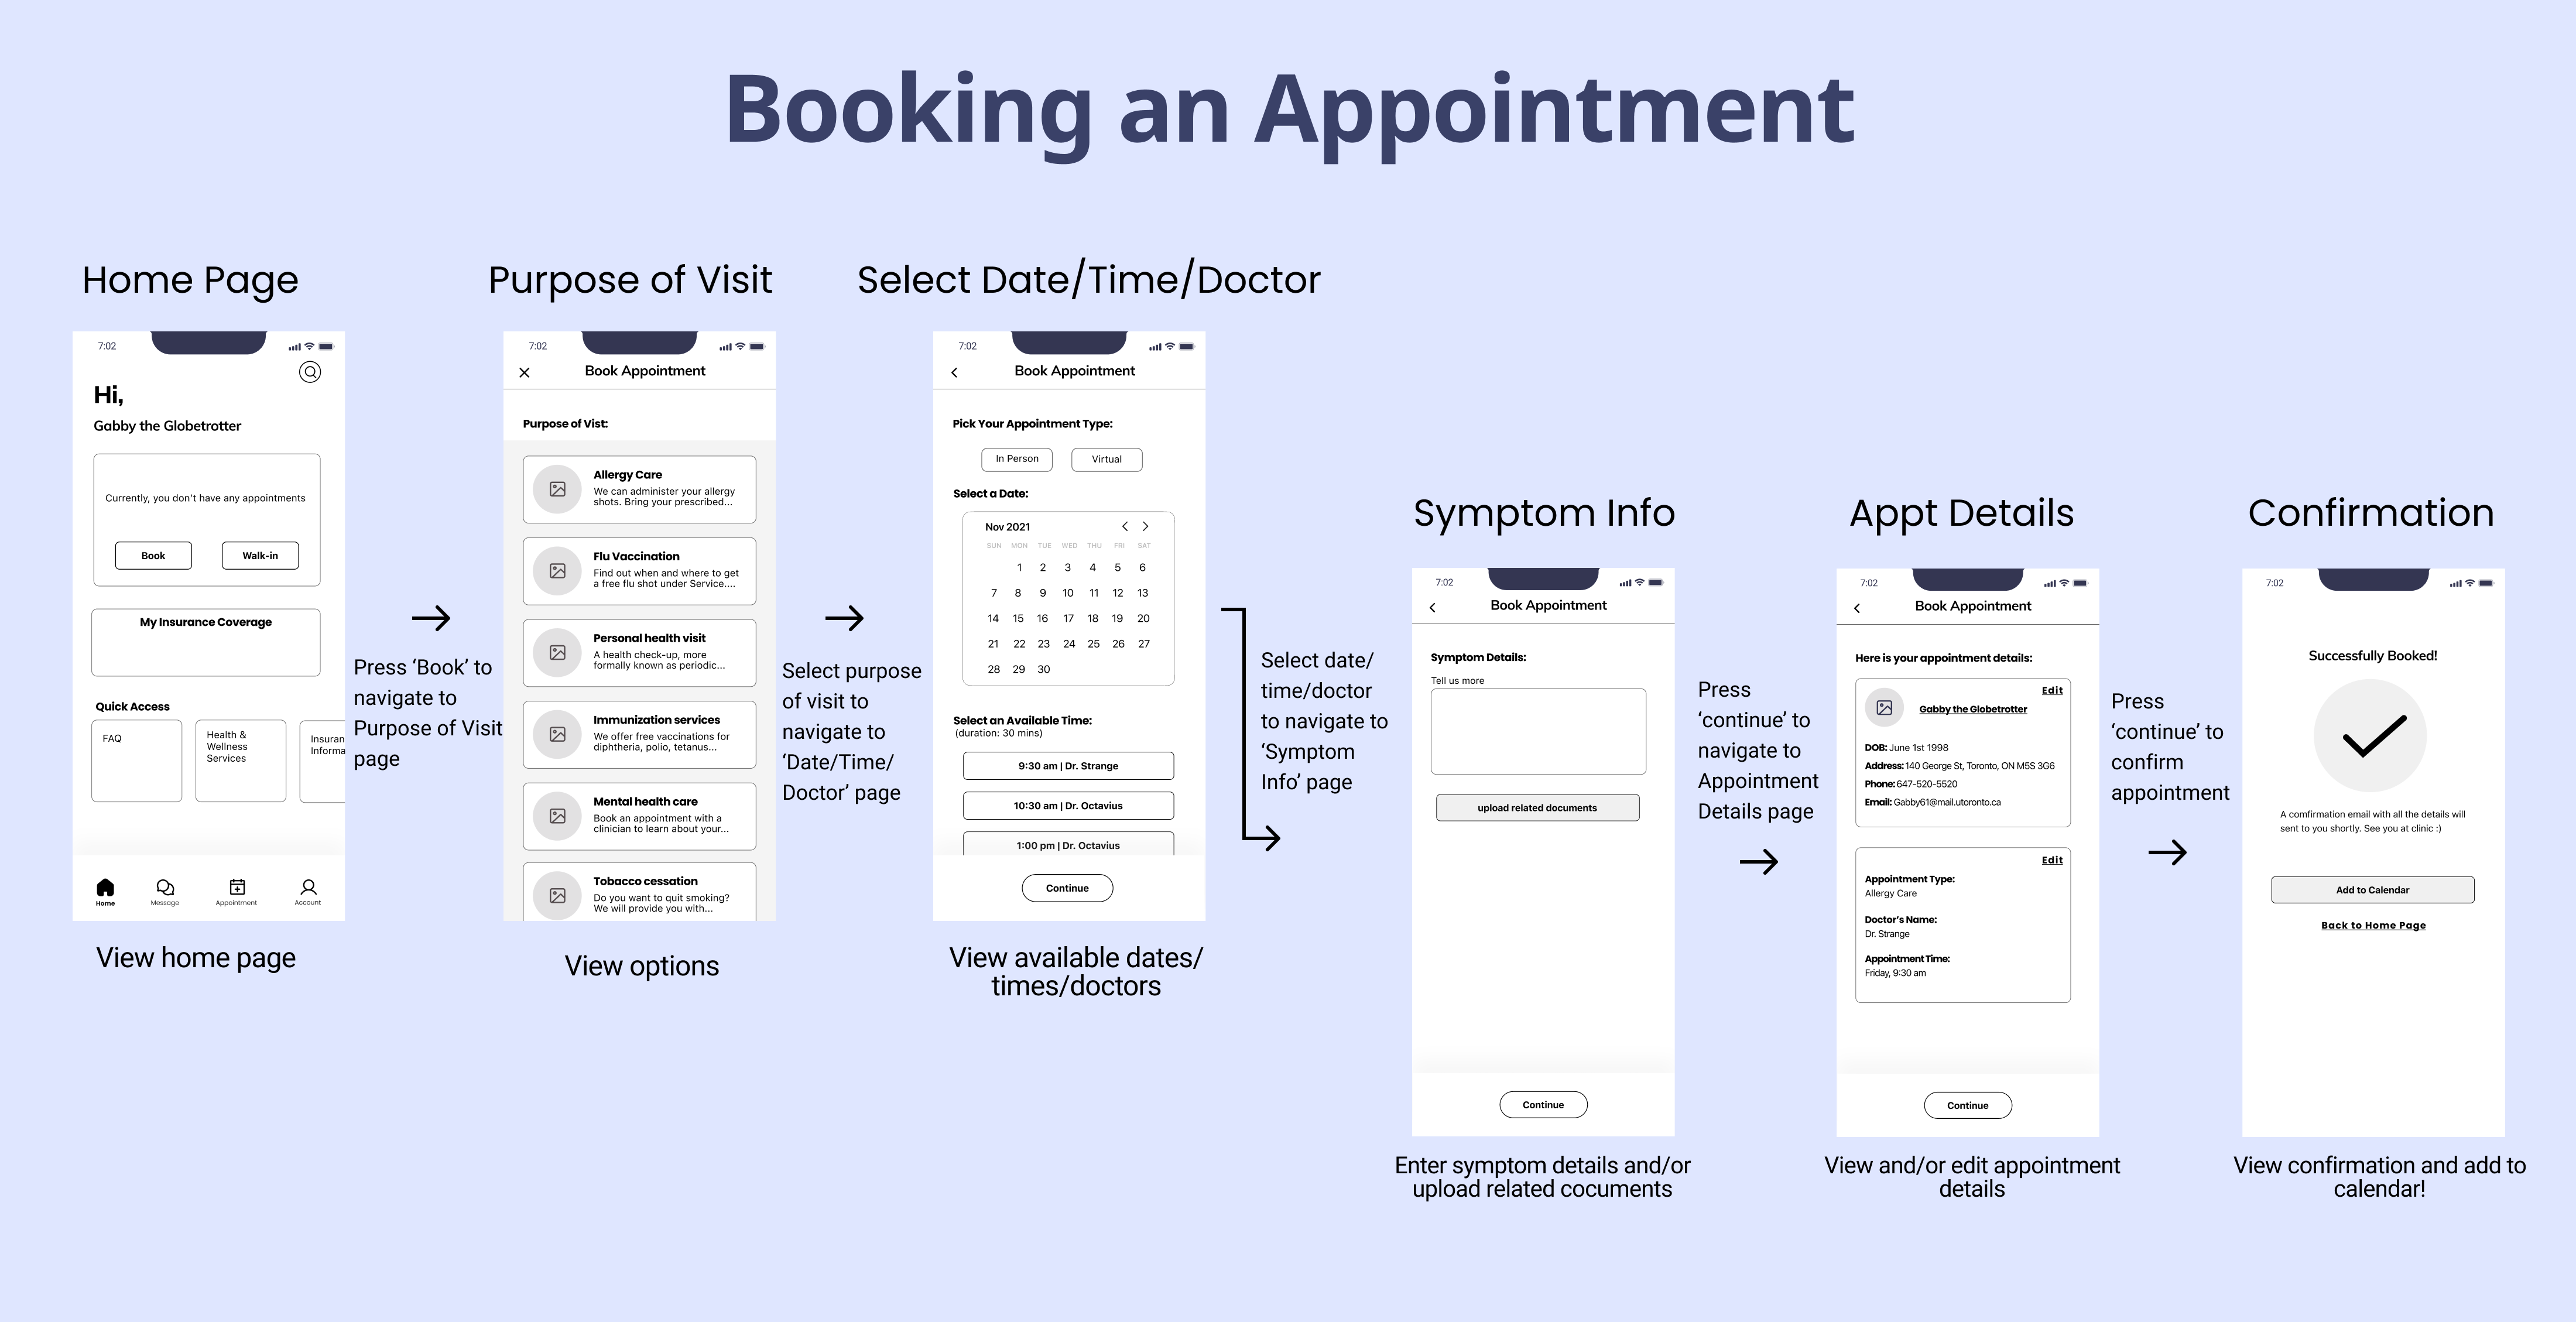 Booking an Appointment
Home Page
7:02
Hi,
Gabby the Globetrotter
Currently, you don't have any appointments
Book
Walk-in
My Insurance Coverage
Quick Access
FAQ
Health &
Wellness
Services
Insuran
Informa
Home
Message
Appointment
Account
View home page
Press ‘Book’ to
navigate to
Purpose of Visit
page
Purpose of Visit
7:02
Book Appointment
Purpose of Vist:
Allergy Care
We can administer your allergy
shots. Bring your prescribed...
Flu Vaccination
Find out when and where to get
a free flu shot under Service....
Personal health visit
A health check-up, more
formally known as periodic...
Immunization services
We offer free vaccinations for
diphtheria, polio, tetanus...
Mental health care
Book an appointment with a
clinician to learn about your...
Tobacco cessation
Do you want to quit smoking?
We will provide you with...
View options
Select purpose
of visit to
navigate to
‘Date/Time/
Doctor’ page
Select Date/Time/Doctor
7:02
Book Appointment
Pick Your Appointment Type:
In Person
Virtual
Select a Date:
Nov 2021
SUN MON TUE WED THU FRI SAT
1 2 3 4 5 6
7 8 9 10 11 12 13
14 15 16 17 18 19 20
21 22 23 24 25 26 27
28 29 30
Select an Available Time:
(duration: 30 mins)
9:30 am | Dr. Strange
10:30 am | Dr. Octavius
1:00 pm | Dr. Octavius
Continue
View available dates/
times/doctors
Select date/
time/doctor
to navigate to
‘Symptom
Info’ page
Symptom Info
7:02
Book Appointment
Symptom Details:
Tell us more
upload related documents
Continue
Enter symptom details and/or
upload related cocuments
Press
‘continue’ to
navigate to
Appointment
Details page
Appt Details
7:02
Book Appointment
Here is your appointment details:
Edit
Gabby the Globetrotter
DOB: June 1st 1998
Address: 140 George St, Toronto, ON M5S 3G6
Phone: 647-520-5520
Email: Gabby61@mail.utoronto.ca
Edit
Appointment Type:
Allergy Care
Doctor's Name:
Dr. Strange
Appointment Time:
Friday, 9:30 am
Continue
View and/or edit appointment
details
Press
‘continue’ to
confirm
appointment
Confirmation
7:02
Successfully Booked!
A comfirmation email with all the details will
sent to you shortly. See you at clinic :)
Add to Calendar
Back to Home Page
View confirmation and add to
calendar!